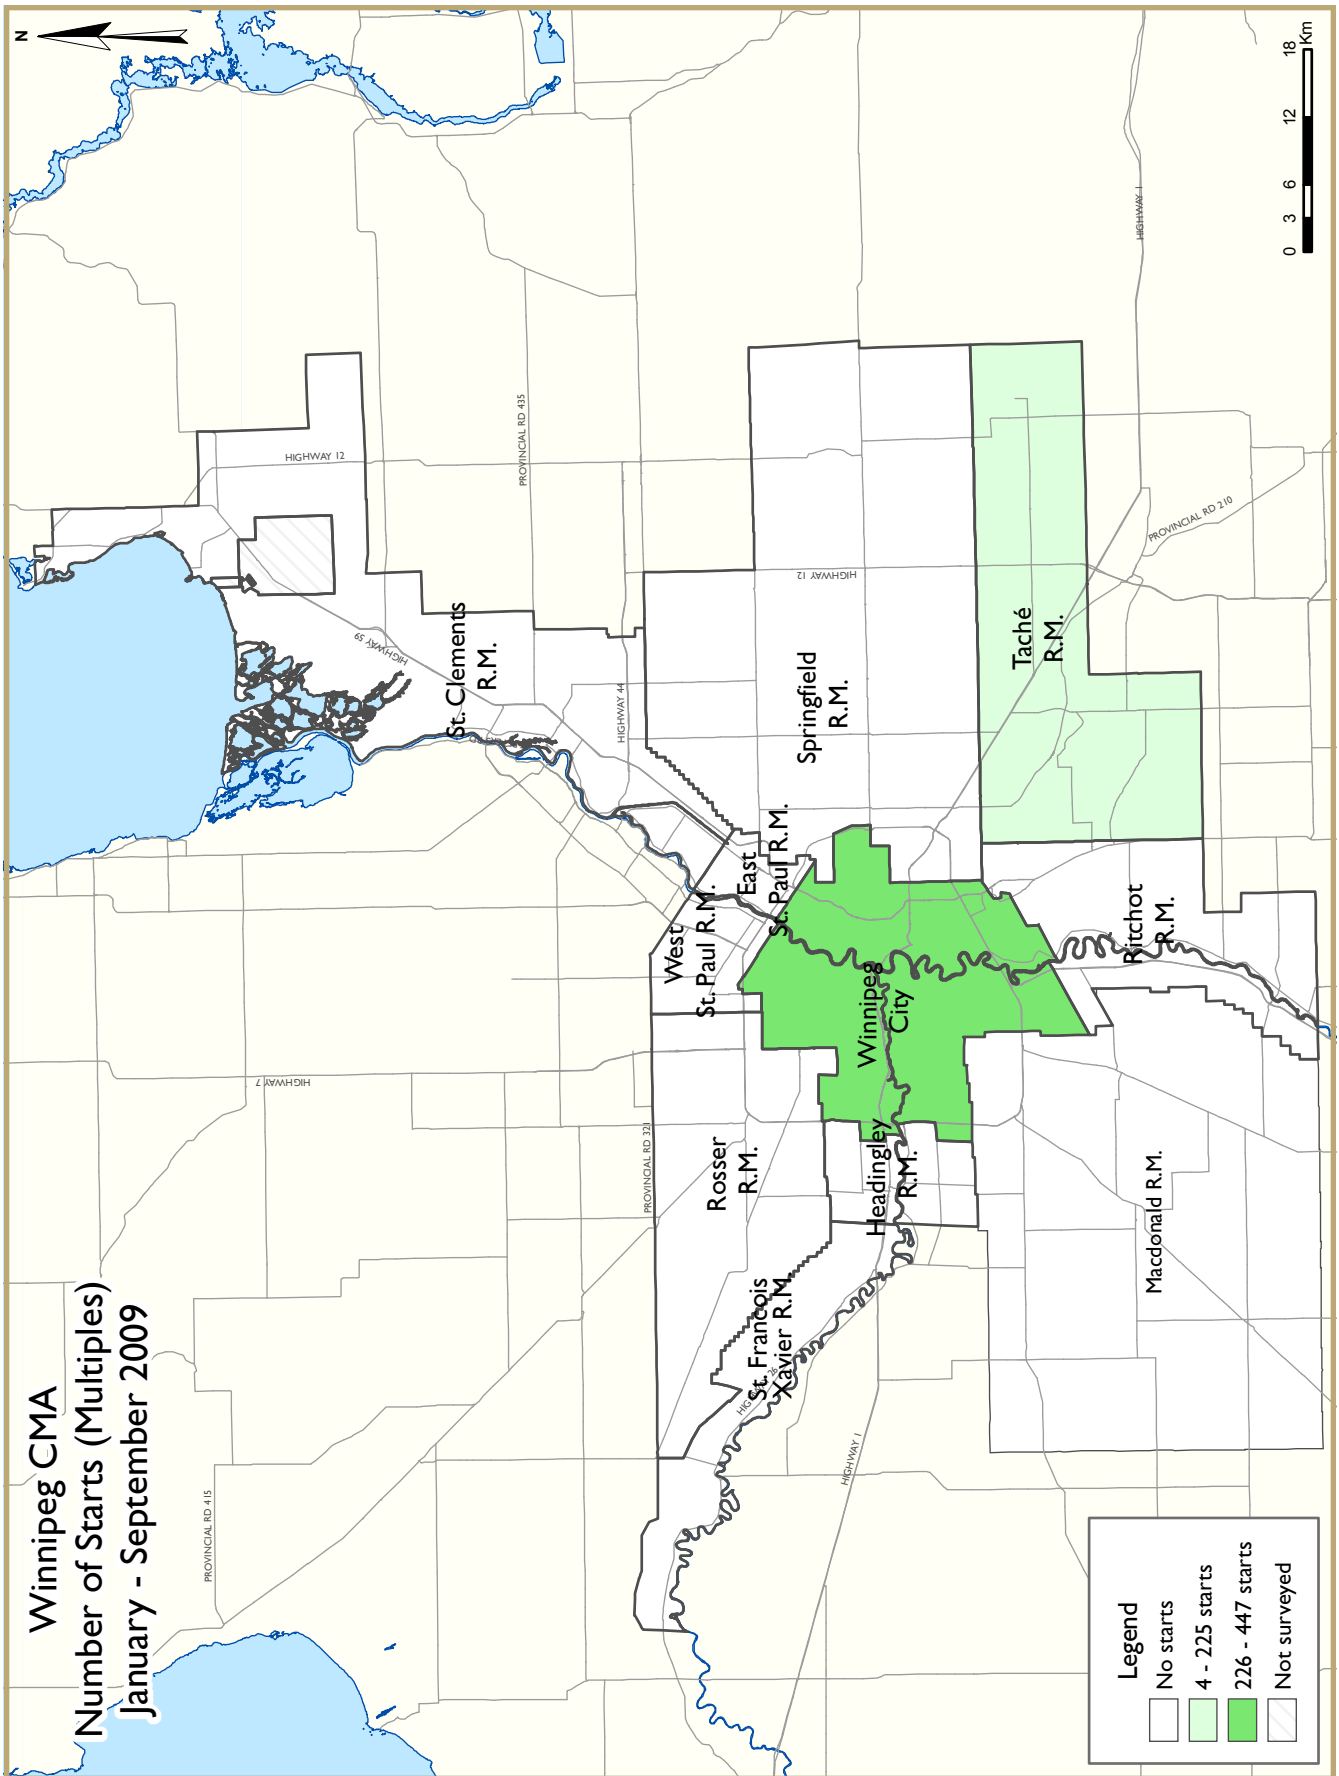 Winnipeg CMA
Number of Starts (Multiples)
January - September 2009
N
PROVINCIAL RD 415
HIGHWAY 7
HIGHWAY 59
HIGHWAY 12
PROVINCIAL RD 435
St. Clements
R.M.
HIGHWAY 44
PROVINCIAL RD 321
West
St. Paul R.M.
East
St. Paul R.M.
Rosser
R.M.
Springfield
R.M.
HIGHWAY 12
St. Francois
Xavier R.M.
HIGHWAY 26
HIGHWAY 1
Headingley
R.M.
Winnipeg
City
Taché
R.M.
HIGHWAY 1
PROVINCIAL RD 210
Ritchot
R.M.
Macdonald R.M.
Legend
No starts
4 - 225 starts
226 - 447 starts
Not surveyed
0 3 6 12 18
Km